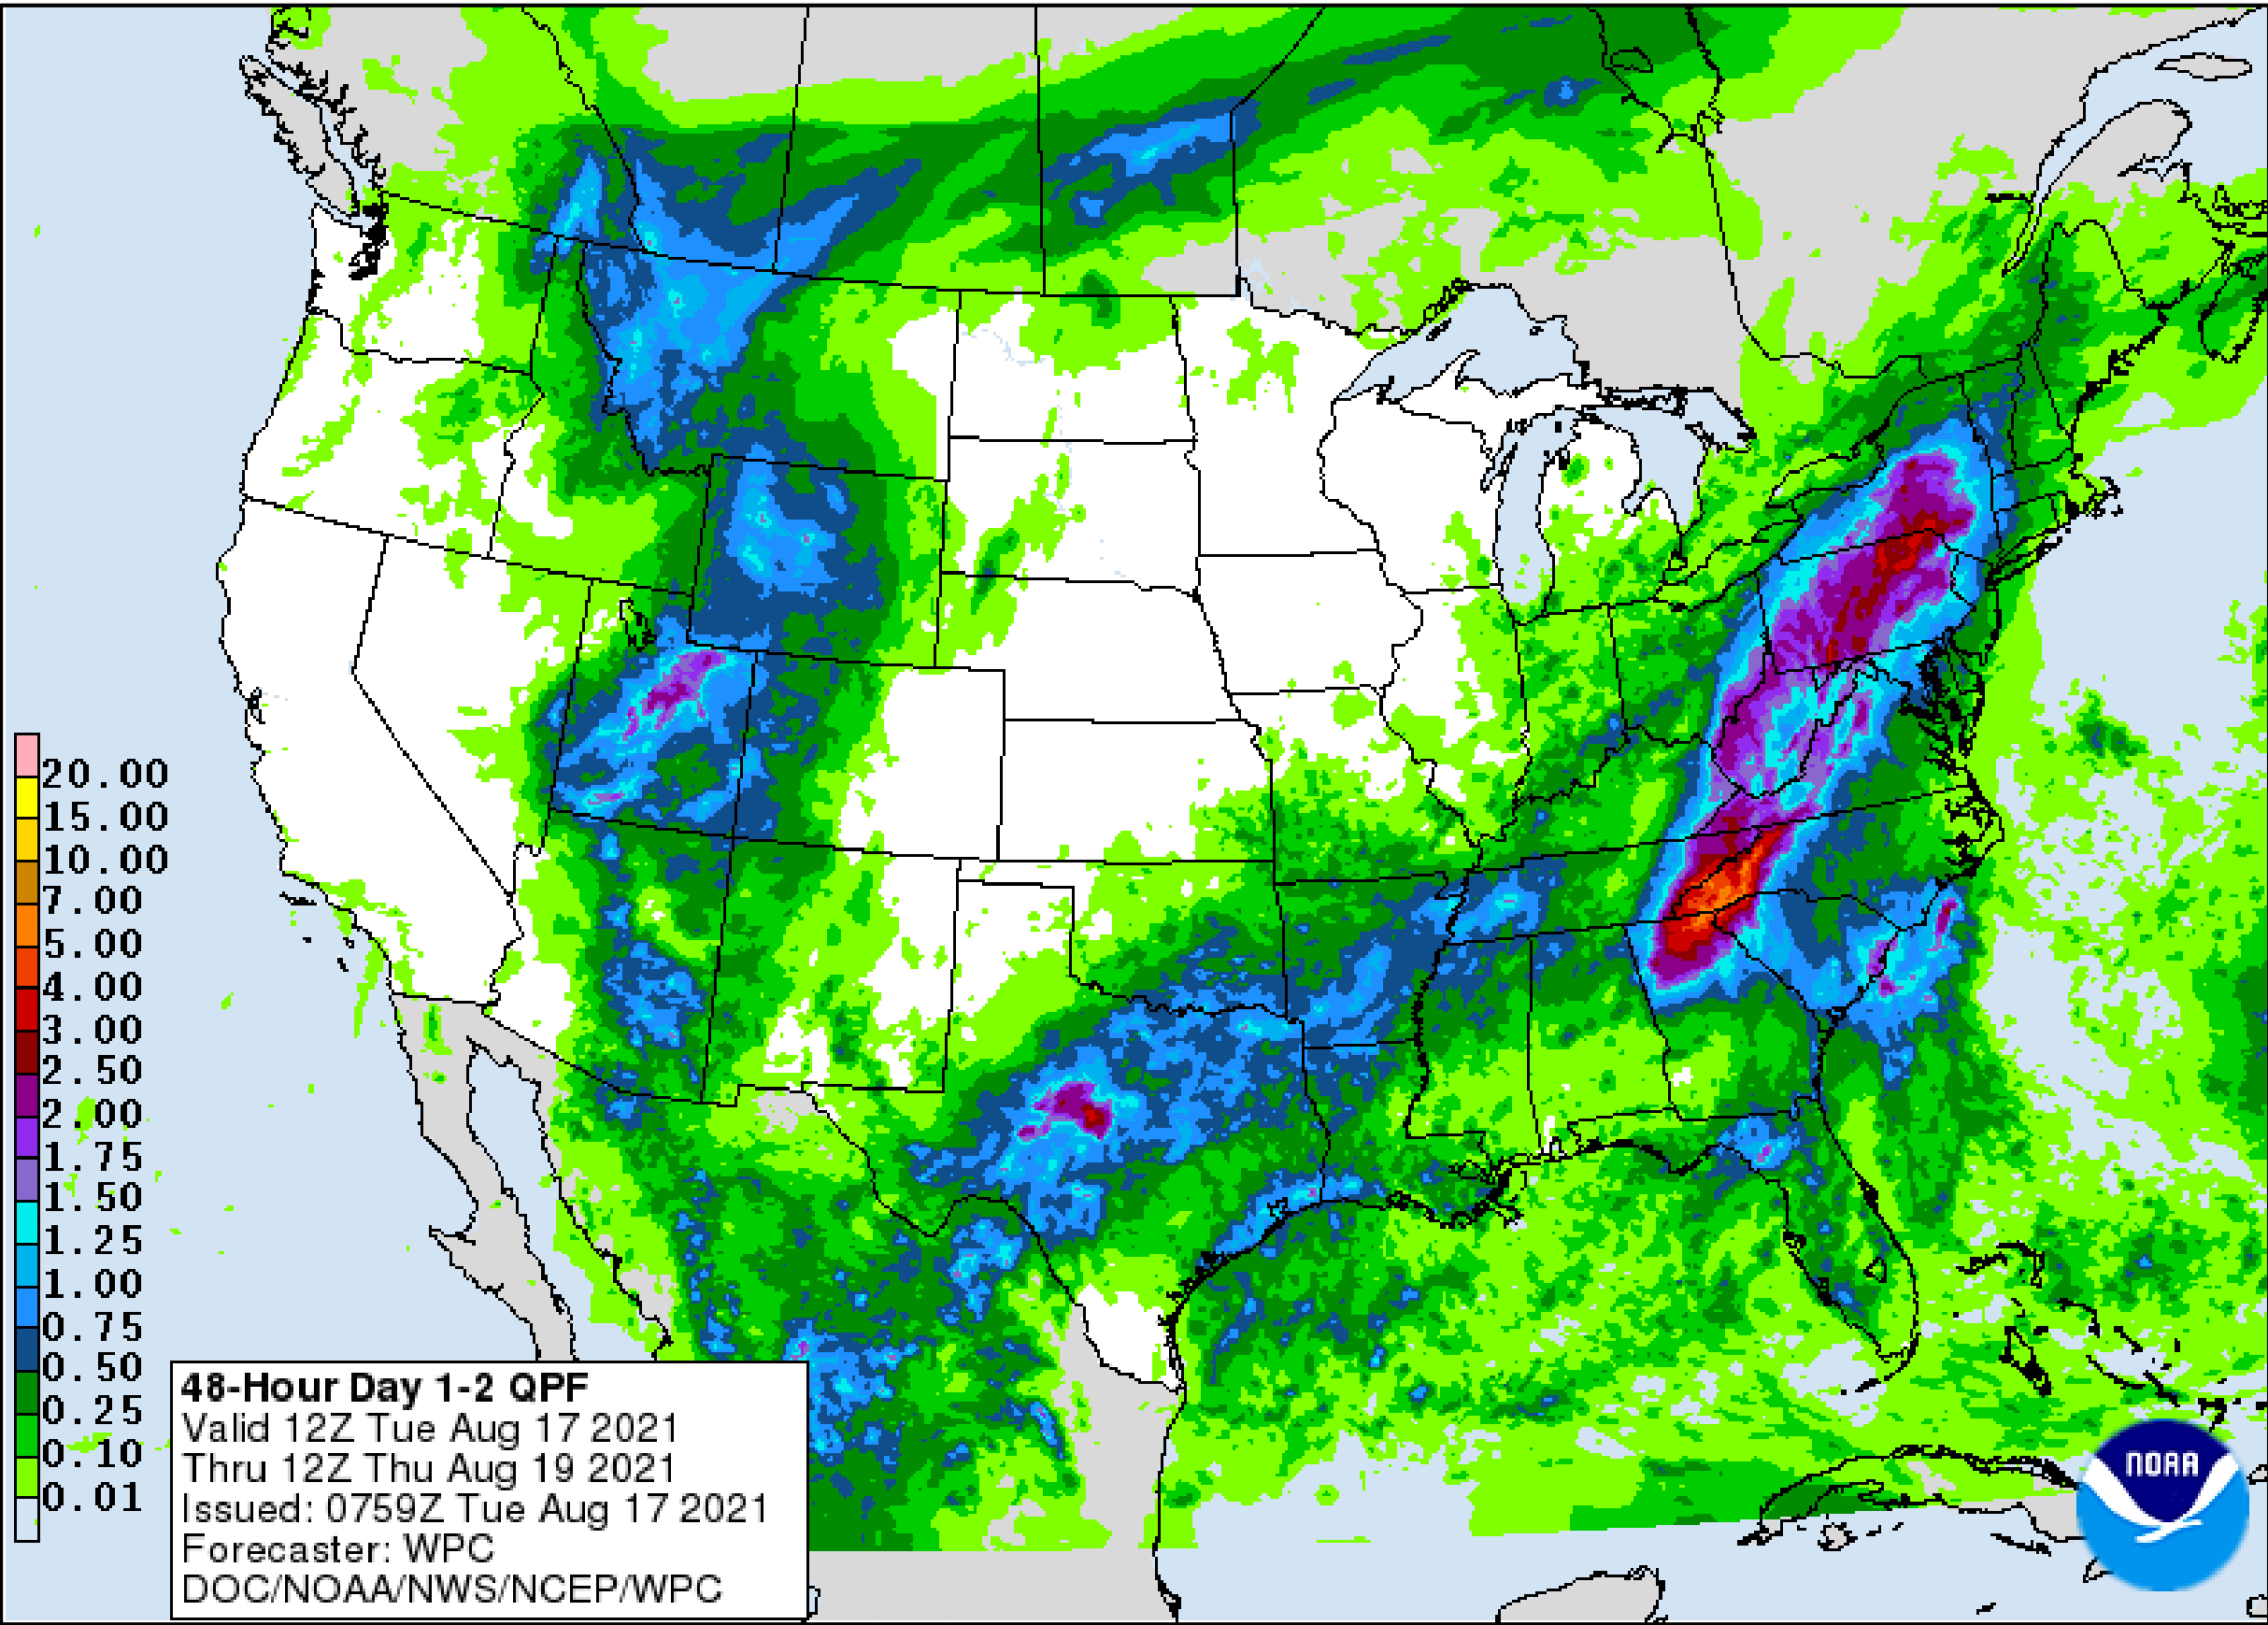 20.00
15.00
10.00
7.00
5.00
4.00
3.00
2.50
2.00
1.75
1.50
1.25
1.00
0.75
0.50
0.25
0.10
0.01
48-Hour Day 1-2 QPF
Valid 12Z Tue Aug 17 2021
Thru 12Z Thu Aug 19 2021
Issued: 0759Z Tue Aug 17 2021
Forecaster: WPC
DOC/NOAA/NWS/NCEP/WPC
NOAA